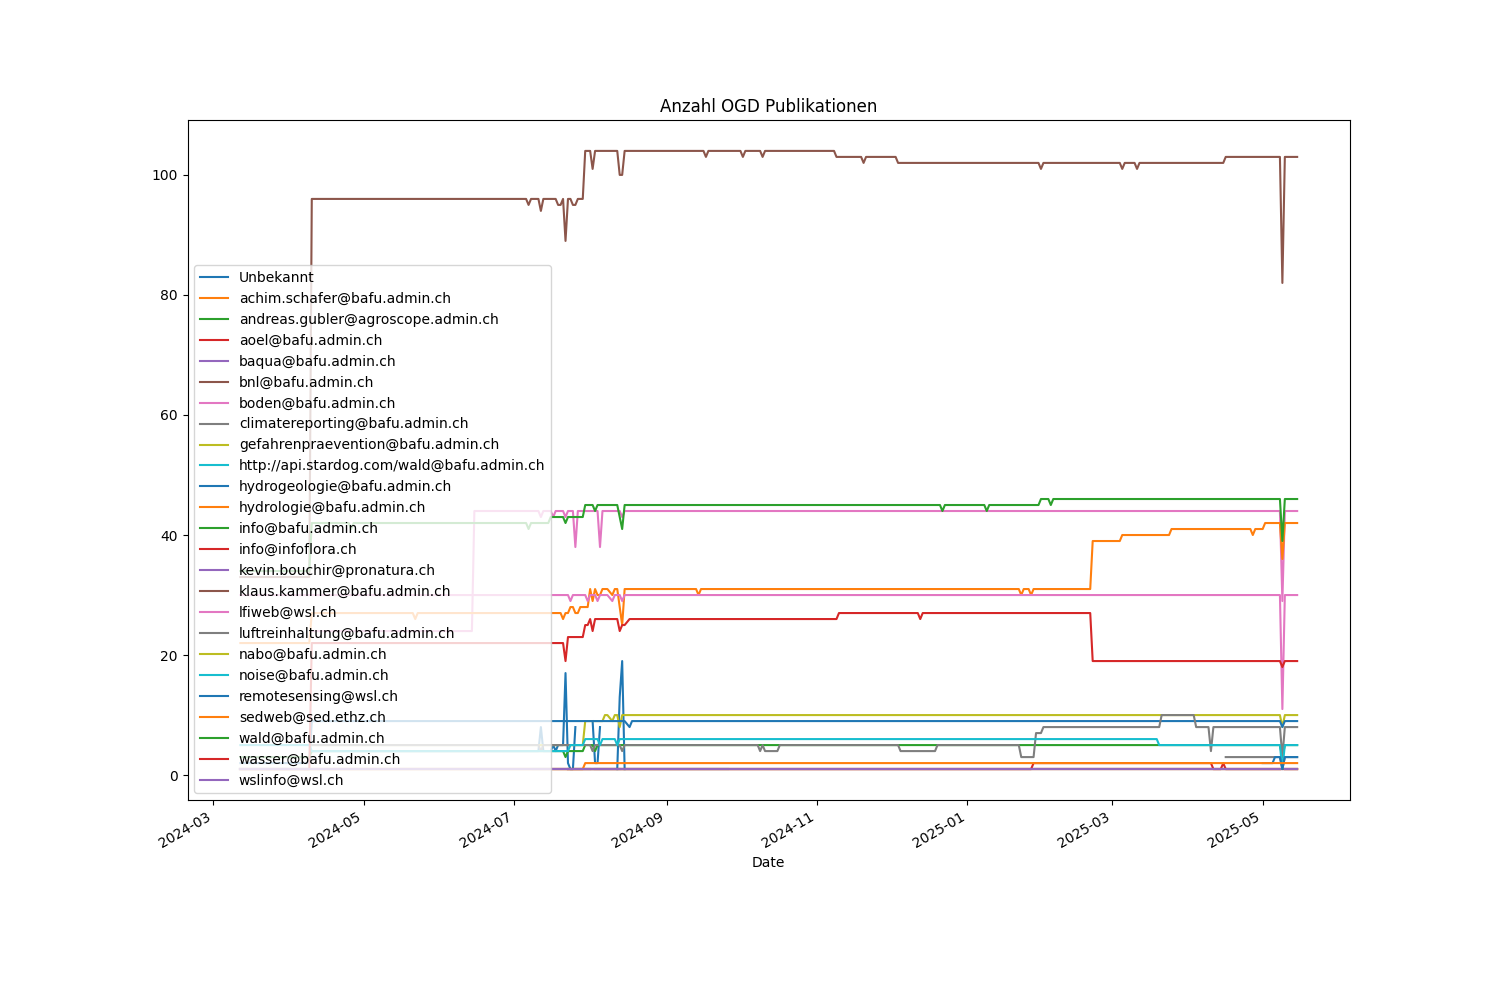 Anzahl OGD Publikationen
100
80
60
40
20
0
Unbekannt
achim.schafer@bafu.admin.ch
andreas.gubler@agroscope.admin.ch
aoel@bafu.admin.ch
baqua@bafu.admin.ch
bnl@bafu.admin.ch
boden@bafu.admin.ch
climatereporting@bafu.admin.ch
gefahrenpraevention@bafu.admin.ch
http://api.stardog.com/wald@bafu.admin.ch
hydrogeologie@bafu.admin.ch
hydrologie@bafu.admin.ch
info@bafu.admin.ch
info@infoflora.ch
kevin.bouchir@pronatura.ch
klaus.kammer@bafu.admin.ch
lfiweb@wsl.ch
luftreinhaltung@bafu.admin.ch
nabo@bafu.admin.ch
noise@bafu.admin.ch
remotesensing@wsl.ch
sedweb@sed.ethz.ch
wald@bafu.admin.ch
wasser@bafu.admin.ch
wslinfo@wsl.ch
2024-03
2024-05
2024-07
2024-09
2024-11
2025-01
2025-03
2025-05
Date